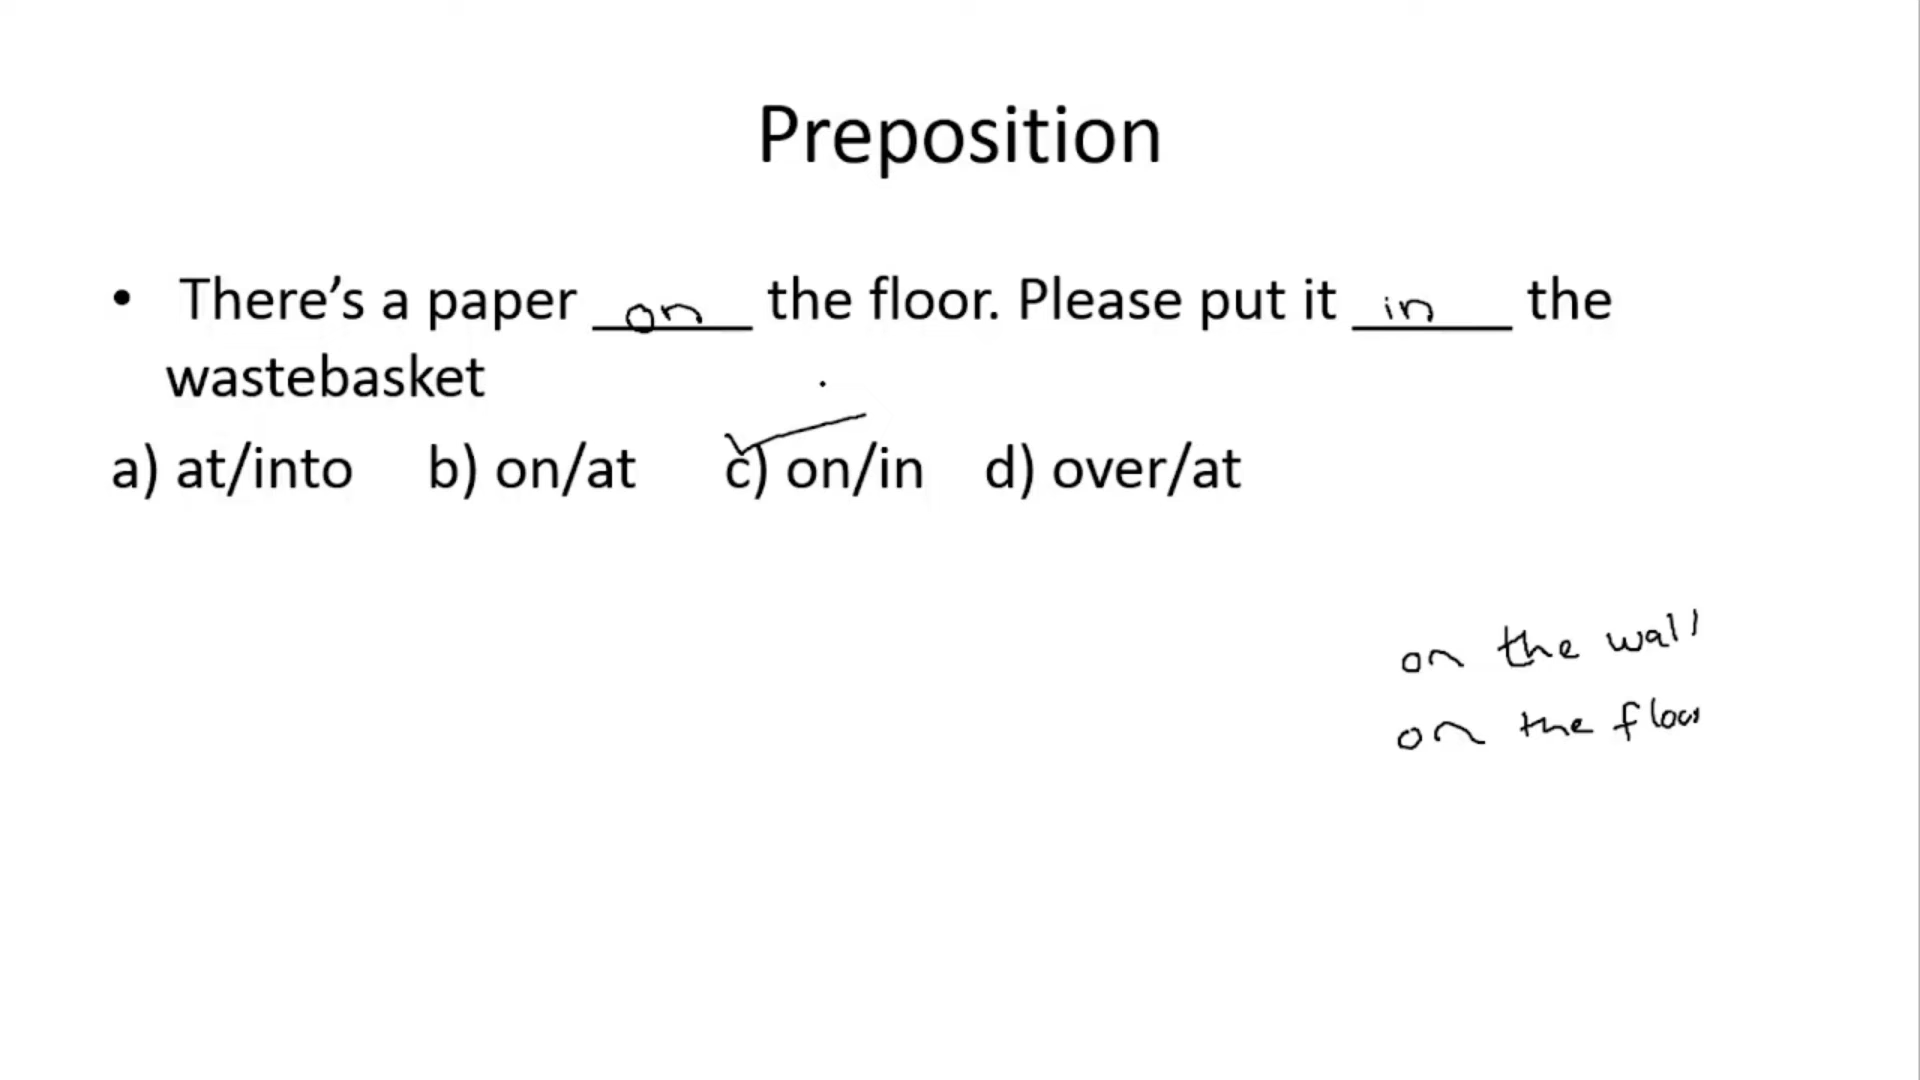 Preposition
• There's a paper on the floor. Please put it in the
wastebasket
a) at/into b) on/at c) on/in d) over/at
on the wall
on the floor